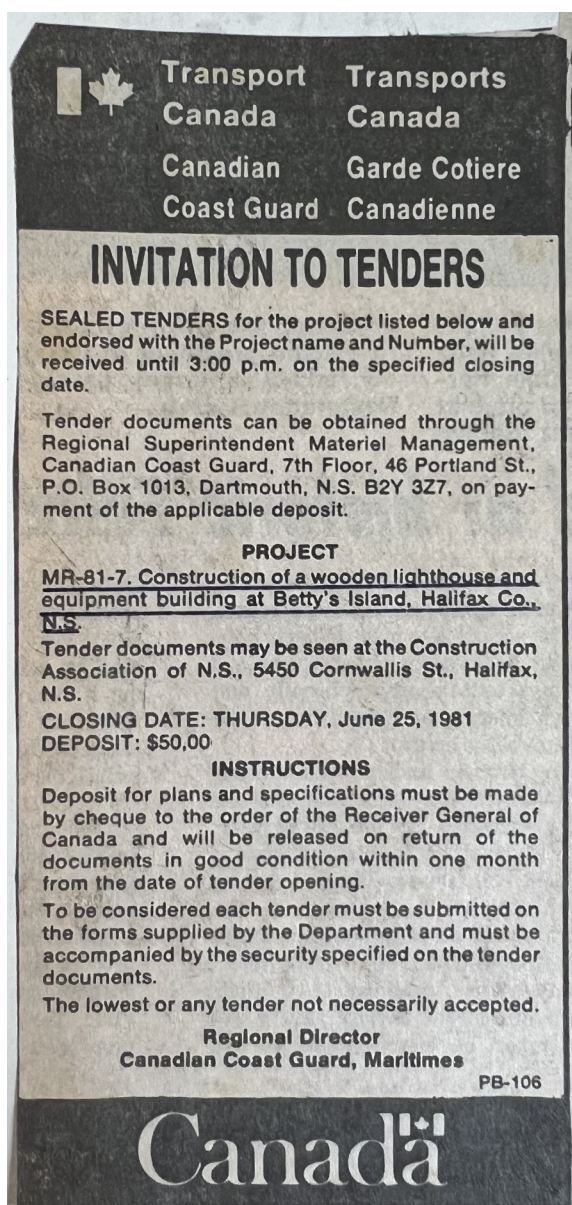 Transport Transports
Canada Canada
Canadian Garde Cotiere
Coast Guard Canadienne
INVITATION TO TENDERS
SEALED TENDERS for the project listed below and
endorsed with the Project name and Number, will be
received until 3:00 p.m. on the specified closing
date.
Tender documents can be obtained through the
Regional Superintendent Materiel Management,
Canadian Coast Guard, 7th Floor, 46 Portland St.,
P.O. Box 1013, Dartmouth, N.S. B2Y 3Z7, on pay-
ment of the applicable deposit.
PROJECT
MR-81-7. Construction of a wooden lighthouse and
equipment building at Betty's Island, Halifax Co.,
N.S.
Tender documents may be seen at the Construction
Association of N.S., 5450 Cornwallis St., Halifax,
N.S.
CLOSING DATE: THURSDAY, June 25, 1981
DEPOSIT: $50,00
INSTRUCTIONS
Deposit for plans and specifications must be made
by cheque to the order of the Receiver General of
Canada and will be released on return of the
documents in good condition within one month
from the date of tender opening.
To be considered each tender must be submitted on
the forms supplied by the Department and must be
accompanied by the security specified on the tender
documents.
The lowest or any tender not necessarily accepted.
Regional Director
Canadian Coast Guard, Maritimes
PB-106
Canada